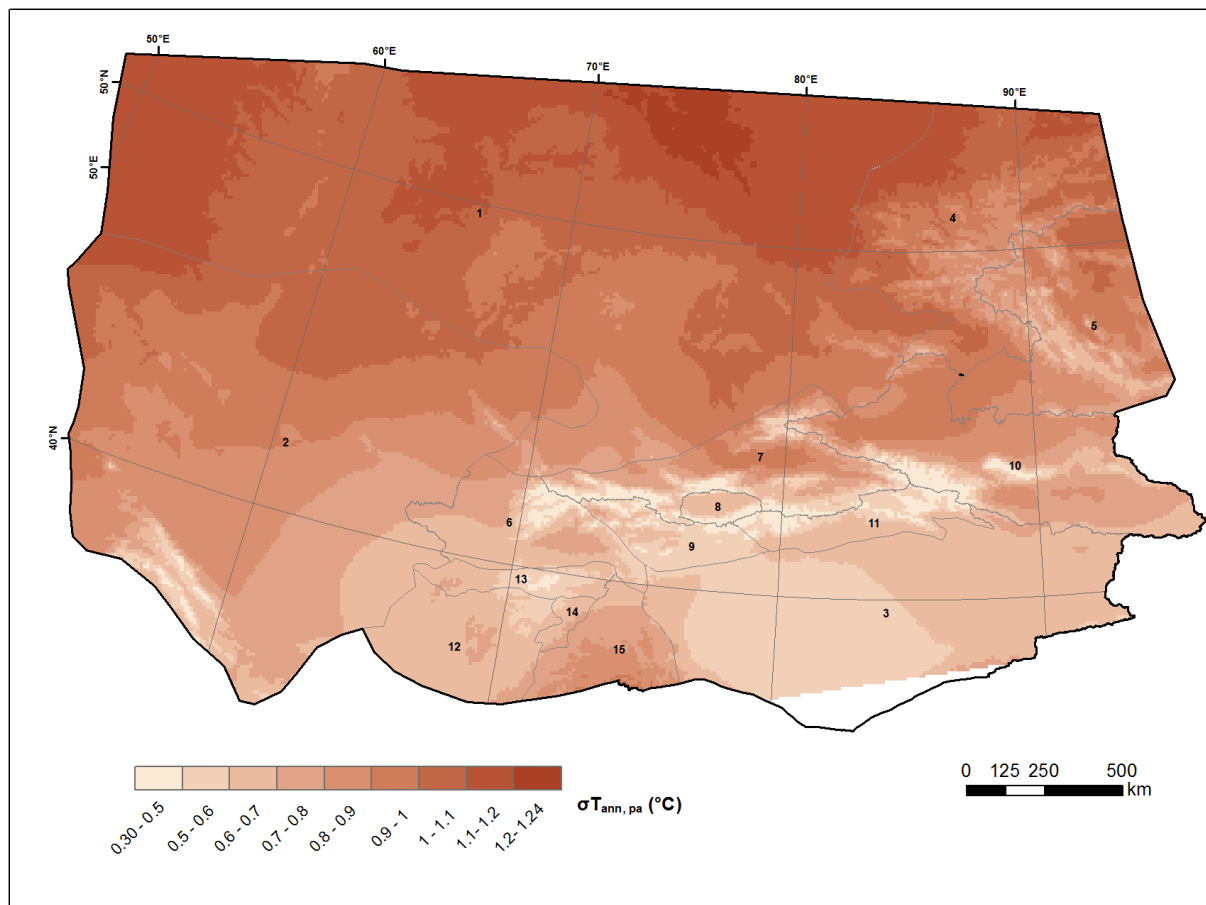 50°E
60°E
70°E
80°E
90°E
50°N
50°E
40°N
1
4
5
2
7
10
8
6
11
9
13
14
3
12
15
0.30 - 0.5
0.5 - 0.6
0.6 - 0.7
0.7 - 0.8
0.8 - 0.9
0.9 - 1
1 - 1.1
1.1- 1.2
1.2- 1.24
σTann, pa (°C)
0 125 250 500
km